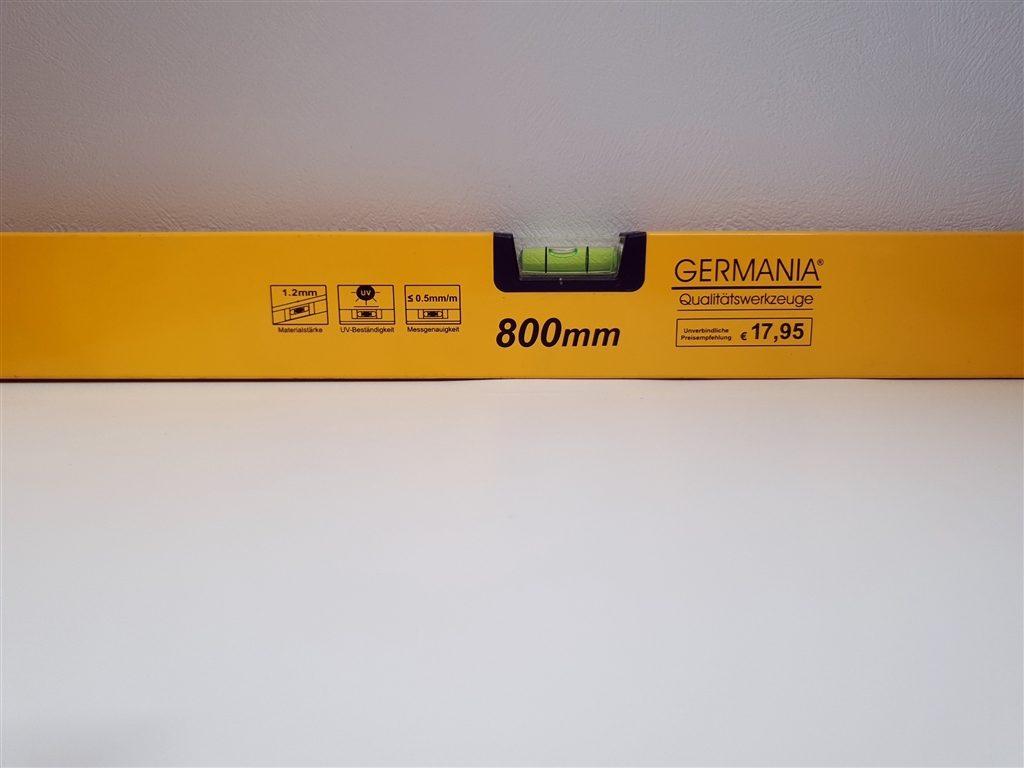 1.2mm
Materialstärke
UV
UV-Beständigkeit
≤ 0.5mm/m
Messgenauigkeit
800mm
GERMANIA®
Qualitätswerkzeuge
Unverbindliche
Preisempfehlung € 17,95